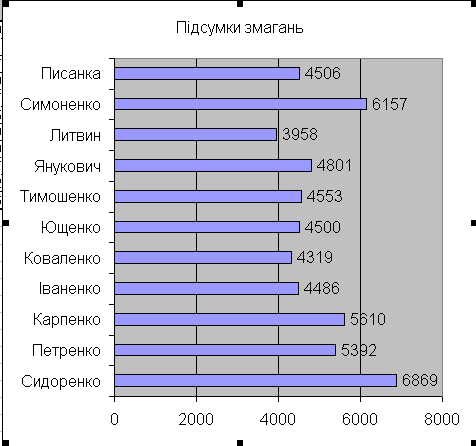 Підсумки змагань
Писанка 4506
Симоненко 6157
Литвин 3958
Янукович 4801
Тимошенко 4553
Ющенко 4500
Коваленко 4319
Іваненко 4486
Карпенко 5610
Петренко 5392
Сидоренко 6869
0 2000 4000 6000 8000